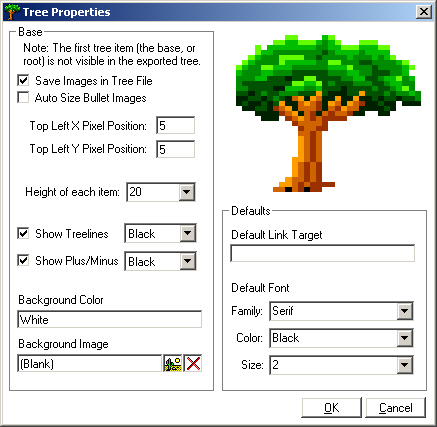 Tree Properties
Base
Note: The first tree item (the base, or
root) is not visible in the exported tree.
Save Images in Tree File
Auto Size Bullet Images
Top Left X Pixel Position: 5
Top Left Y Pixel Position: 5
Height of each item: 20
Show Treelines Black
Show Plus/Minus Black
Background Color
White
Background Image
(Blank)
Defaults
Default Link Target
Default Font
Family: Serif
Color: Black
Size: 2
OK Cancel